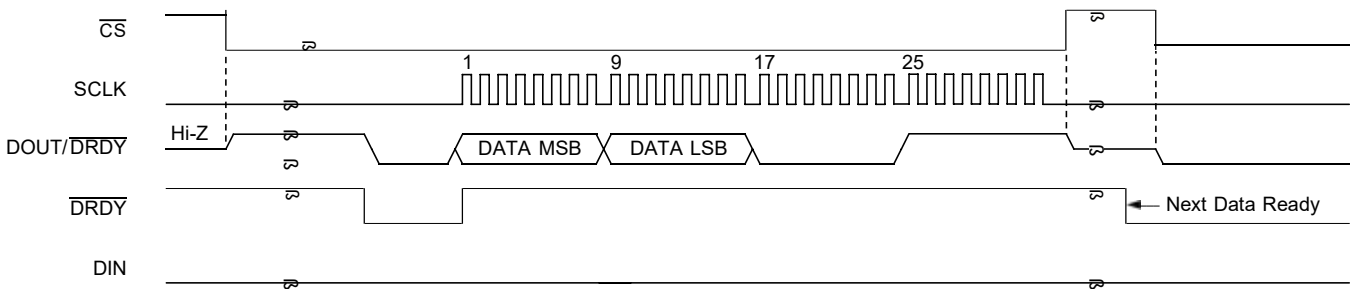 CS
1 9 17 25
SCLK
Hi-Z
DOUT/DRDY
DATA MSB DATA LSB
DRDY
Next Data Ready
DIN